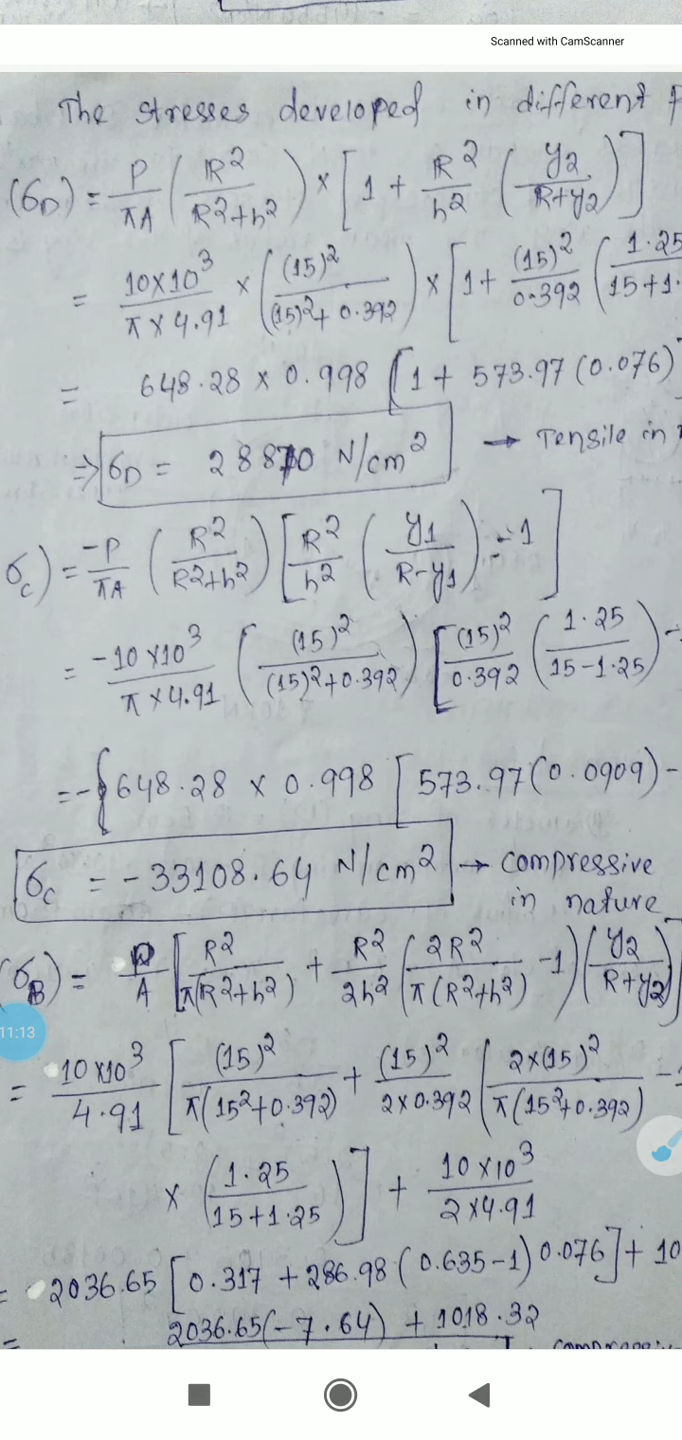 Scanned with CamScanner
The stresses developed in different
(σD) = P/πA (R²/R²+h²) × [1 + R²/h² (y2/R+y2)]
= 10×10³/π×4.91 × ((15)²/(15)²+0.392) × [1+ (15)²/0.392 (1.25/15+1.
= 648.28 × 0.998 [1 + 573.97 (0.076)
⇒ σD = 28870 N/cm² → Tensile in
σc) = -P/πA (R²/R²+h²) [R²/h² (y1/R-y1) - 1]
= -10×10³/π×4.91 ((15)²/(15)²+0.392) [(15)²/0.392 (1.25/15-1.25) -
= -{648.28 × 0.998 [573.97(0.0909) -
σc = -33108.64 N/cm² → compressive
in nature
(σB) = P/A [R²/π(R²+h²) + R²/2h² (2R²/π(R²+h²) -1)(y2/R+y2)]
11:13
= 10×10³/4.91 [(15)²/π(15²+0.392) + (15)²/2×0.392 (2×(15)²/π(15²+0.392) -1
× (1.25/15+1.25)] + 10×10³/2×4.91
= 2036.65 [0.317 + 286.98 (0.635-1) 0.076] + 10
= 2036.65(-7.64) + 1018.32